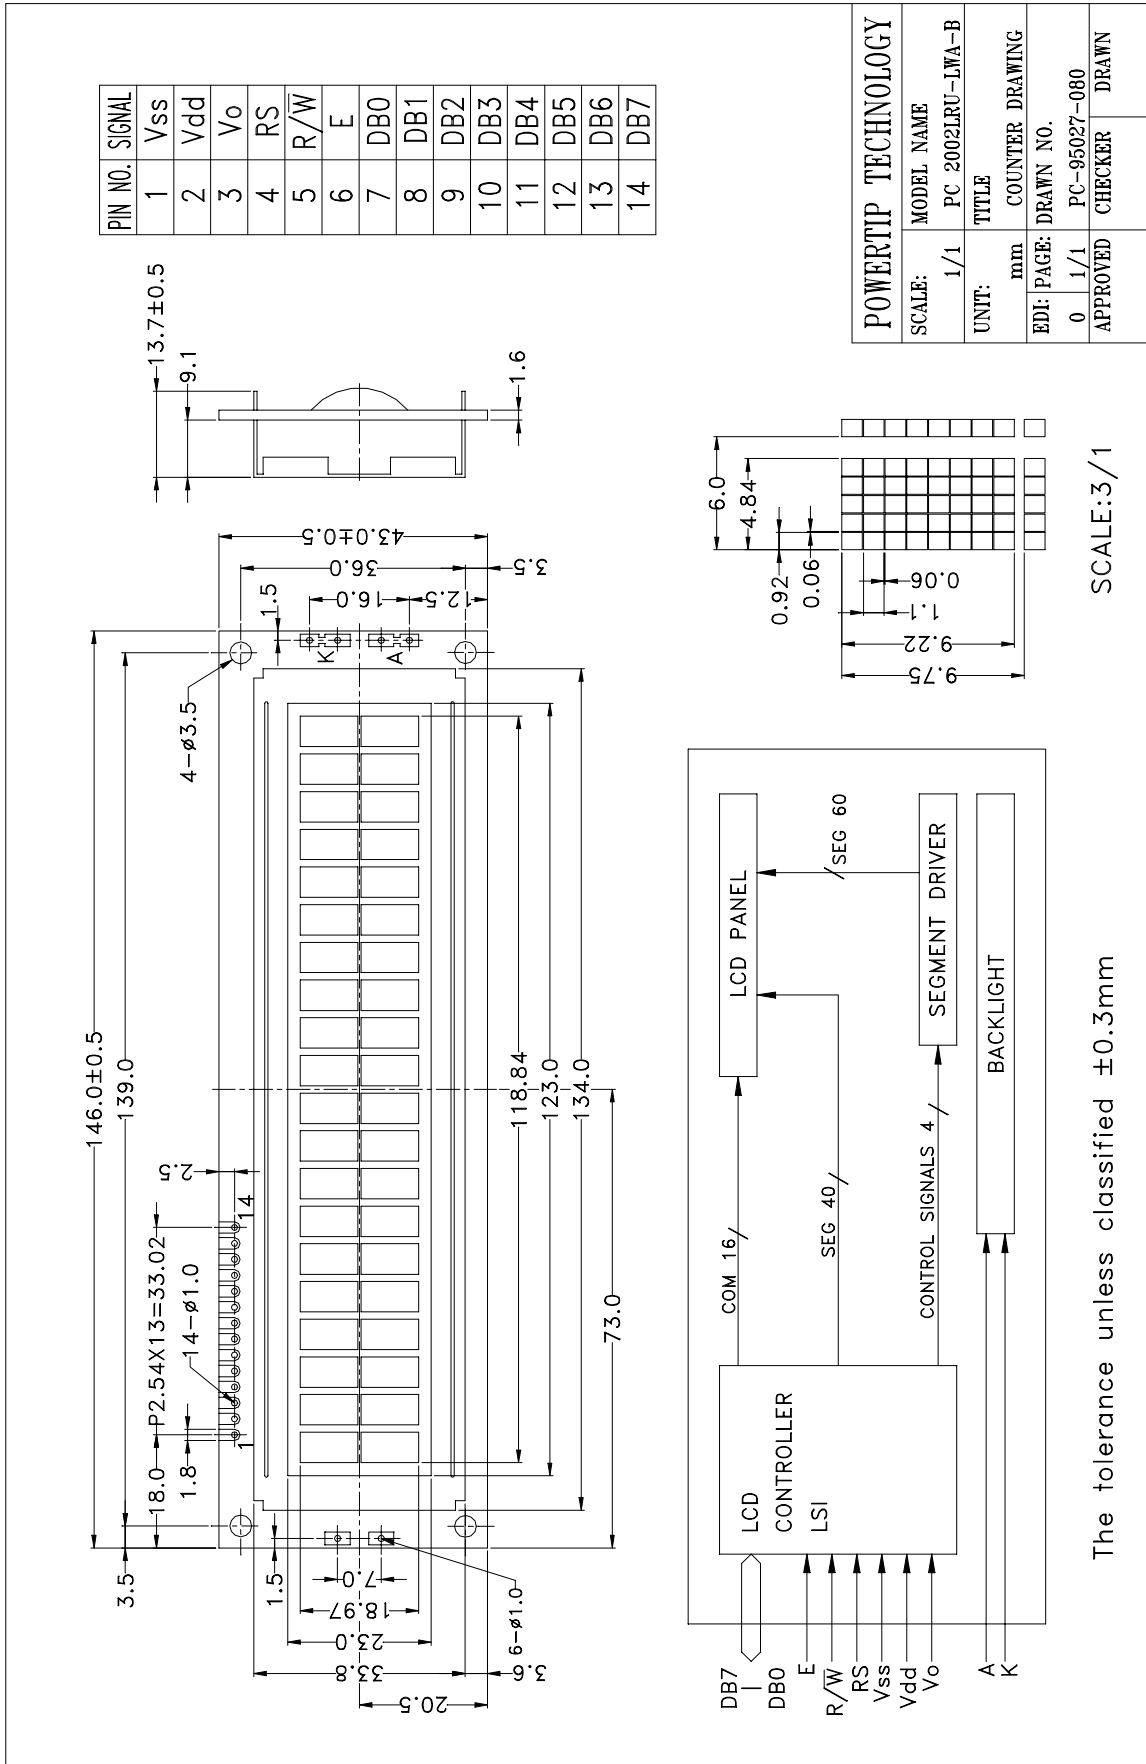 PIN NO. SIGNAL
1 Vss
2 Vdd
3 Vo
4 RS
5 R/W̅
6 E
7 DB0
8 DB1
9 DB2
10 DB3
11 DB4
12 DB5
13 DB6
14 DB7
13.7±0.5
9.1
1.6
146.0±0.5
139.0
3.5
18.0
P2.54X13=33.02
2.5
1.8
14-ø1.0
4-ø3.5
1
14
1.5
43.0±0.5
36.0
16.0
12.5
3.5
K
A
1.5
7.0
18.97
23.0
33.8
20.5
3.6
6-ø1.0
118.84
123.0
134.0
73.0
6.0
4.84
0.92
0.06
0.06
1.1
9.22
9.75
SCALE:3/1
DB7
DB0
E
R/W̅
RS
Vss
Vdd
Vo
A
K
LCD
CONTROLLER
LSI
COM 16
SEG 40
CONTROL SIGNALS 4
LCD PANEL
SEG 60
SEGMENT DRIVER
BACKLIGHT
The tolerance unless classified ±0.3mm
POWERTIP TECHNOLOGY
SCALE:
1/1
MODEL NAME
PC 2002LRU-LWA-B
UNIT:
mm
TITLE
COUNTER DRAWING
EDI:
0
PAGE:
1/1
DRAWN NO.
PC-95027-080
APPROVED
CHECKER
DRAWN